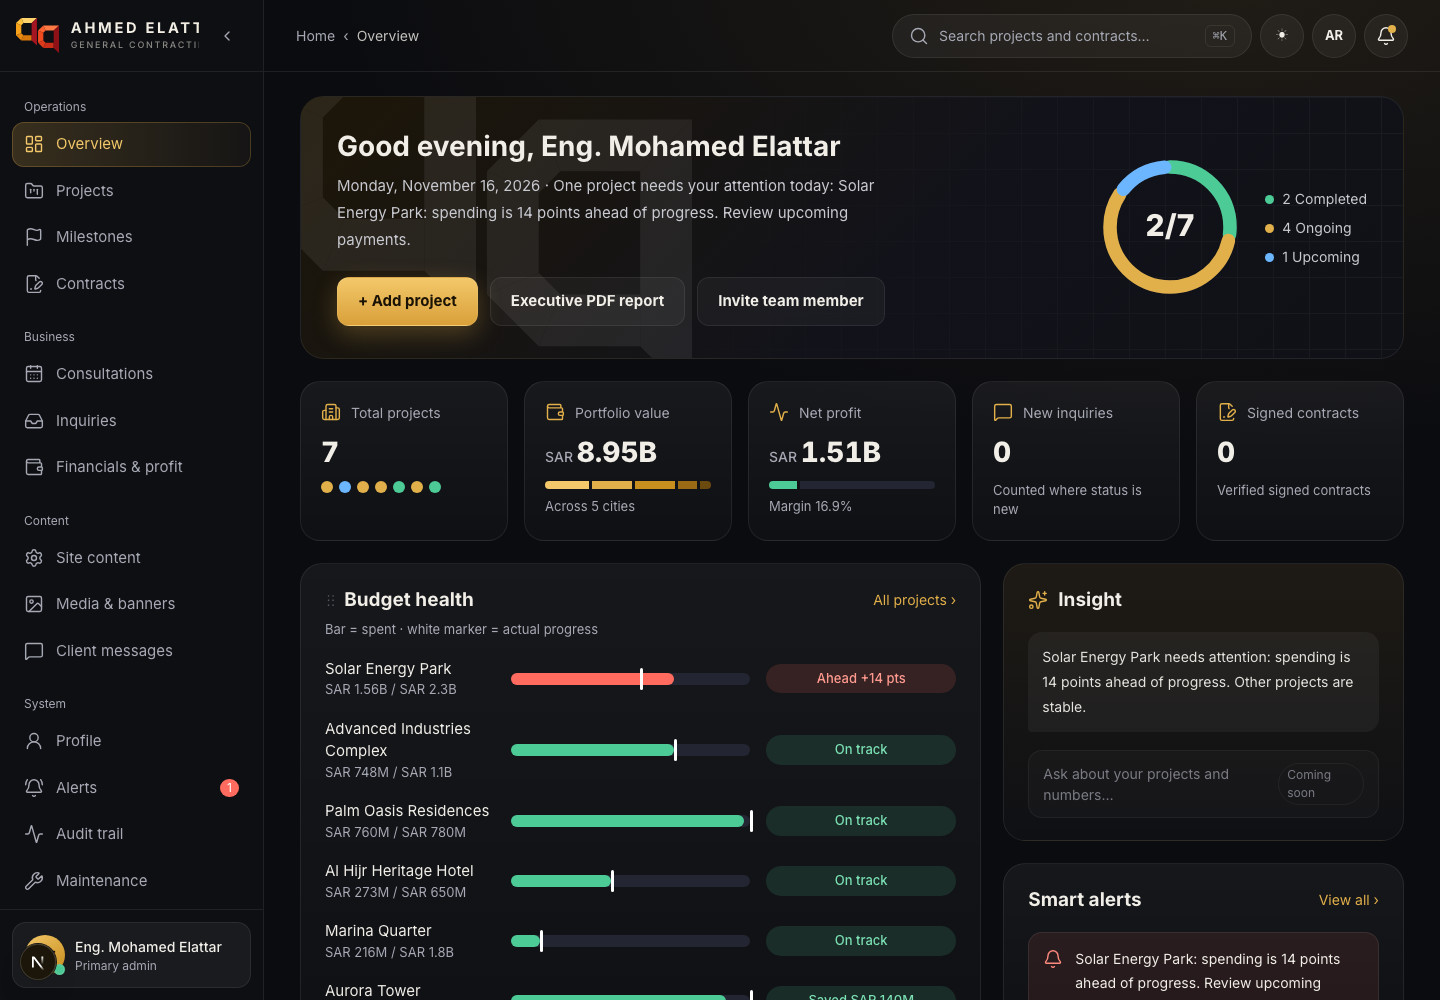 AHMED ELATT
GENERAL CONTRACTI
Home ‹ Overview
Search projects and contracts... ⌘K
AR
Operations
Overview
Projects
Milestones
Contracts
Business
Consultations
Inquiries
Financials & profit
Content
Site content
Media & banners
Client messages
System
Profile
Alerts 1
Audit trail
Maintenance
N
Eng. Mohamed Elattar
Primary admin
Good evening, Eng. Mohamed Elattar
Monday, November 16, 2026 · One project needs your attention today: Solar
Energy Park: spending is 14 points ahead of progress. Review upcoming
payments.
+ Add project
Executive PDF report
Invite team member
2/7
2 Completed
4 Ongoing
1 Upcoming
Total projects
7
Portfolio value
SAR 8.95B
Across 5 cities
Net profit
SAR 1.51B
Margin 16.9%
New inquiries
0
Counted where status is
new
Signed contracts
0
Verified signed contracts
Budget health
All projects ›
Bar = spent · white marker = actual progress
Solar Energy Park
SAR 1.56B / SAR 2.3B
Ahead +14 pts
Advanced Industries
Complex
SAR 748M / SAR 1.1B
On track
Palm Oasis Residences
SAR 760M / SAR 780M
On track
Al Hijr Heritage Hotel
SAR 273M / SAR 650M
On track
Marina Quarter
SAR 216M / SAR 1.8B
On track
Aurora Tower
Saved SAR 140M
Insight
Solar Energy Park needs attention: spending is
14 points ahead of progress. Other projects are
stable.
Ask about your projects and
numbers...
Coming
soon
Smart alerts
View all ›
Solar Energy Park: spending is 14 points
ahead of progress. Review upcoming